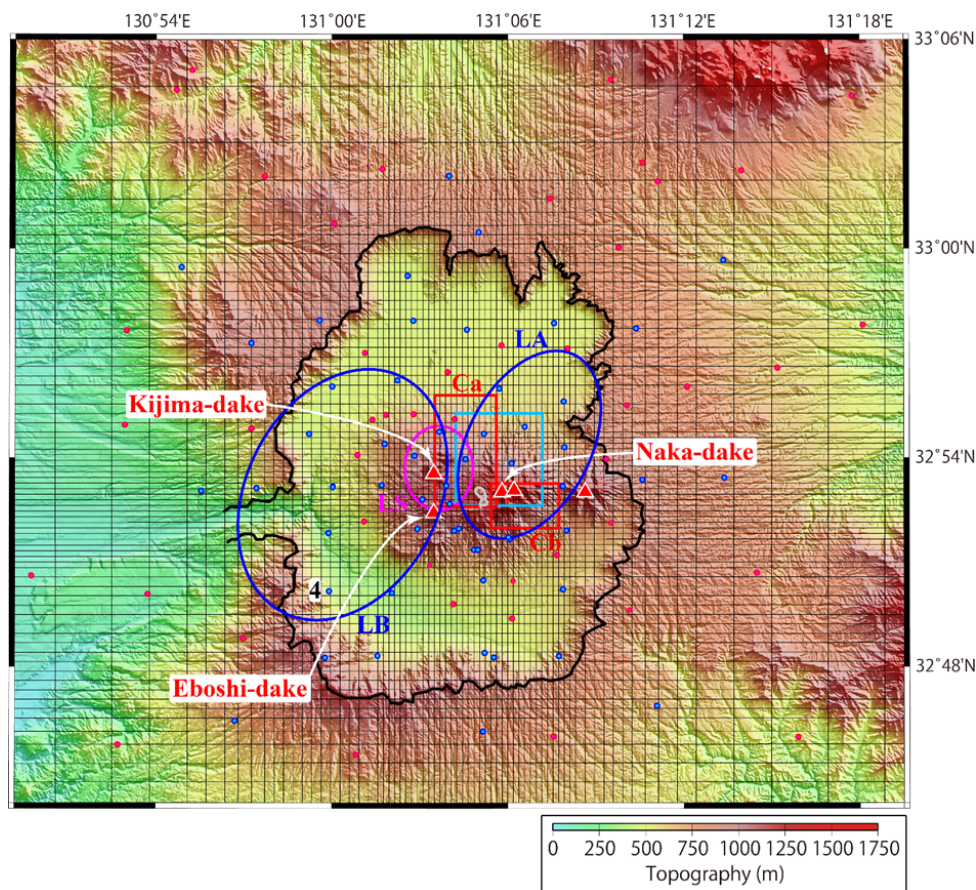 130°54'E 131°00'E 131°06'E 131°12'E 131°18'E
33°06'N
33°00'N
LA
Ca
Kijima-dake
Naka-dake
32°54'N
Ls
Cb
4
LB
32°48'N
Eboshi-dake
0 250 500 750 1000 1250 1500 1750
Topography (m)